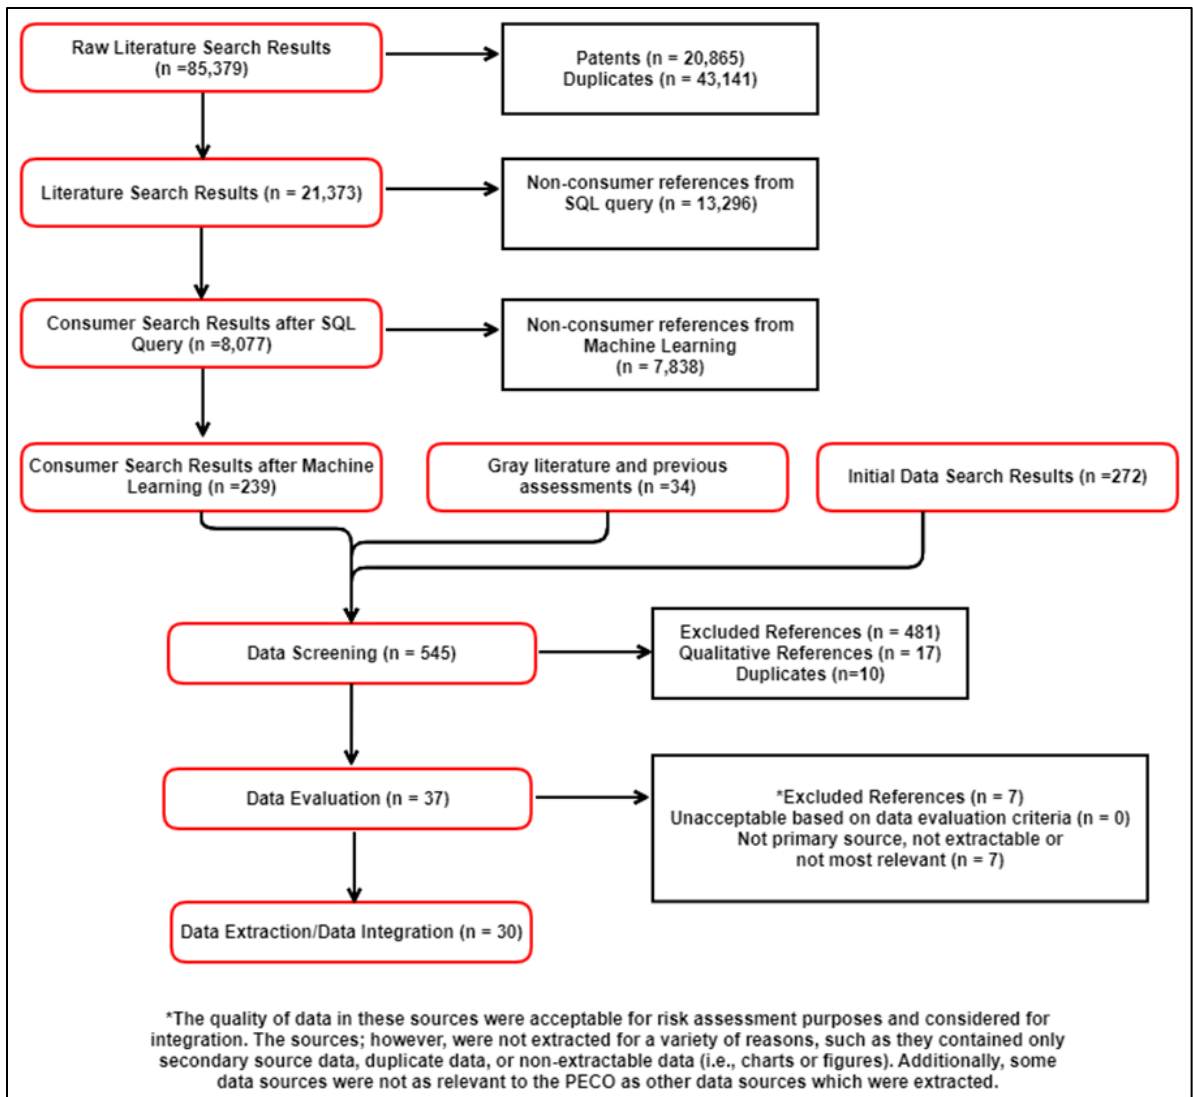 Raw Literature Search Results
(n =85,379)
Patents (n = 20,865)
Duplicates (n = 43,141)
Literature Search Results (n = 21,373)
Non-consumer references from
SQL query (n = 13,296)
Consumer Search Results after SQL
Query (n =8,077)
Non-consumer references from
Machine Learning
(n = 7,838)
Consumer Search Results after Machine
Learning (n =239)
Gray literature and previous
assessments (n =34)
Initial Data Search Results (n =272)
Data Screening (n = 545)
Excluded References (n = 481)
Qualitative References (n = 17)
Duplicates (n=10)
Data Evaluation (n = 37)
*Excluded References (n = 7)
Unacceptable based on data evaluation criteria (n = 0)
Not primary source, not extractable or
not most relevant (n = 7)
Data Extraction/Data Integration (n = 30)
*The quality of data in these sources were acceptable for risk assessment purposes and considered for
integration. The sources; however, were not extracted for a variety of reasons, such as they contained only
secondary source data, duplicate data, or non-extractable data (i.e., charts or figures). Additionally, some
data sources were not as relevant to the PECO as other data sources which were extracted.